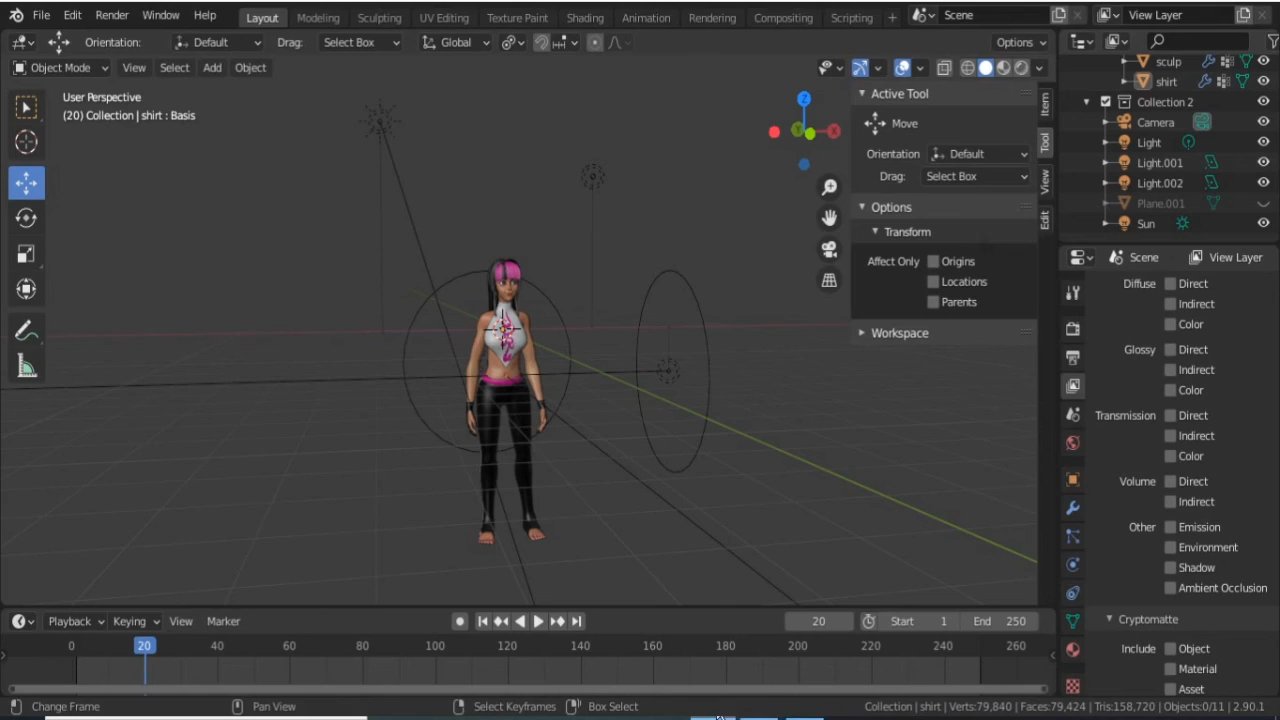 File Edit Render Window Help Layout Modeling Sculpting UV Editing Texture Paint Shading Animation Rendering Compositing Scripting + Scene View Layer
Orientation: Default Drag: Select Box Global Options
Object Mode View Select Add Object
User Perspective
(20) Collection | shirt : Basis
Z
X
Y
Active Tool
Move
Orientation Default
Drag: Select Box
Options
Transform
Affect Only Origins
Locations
Parents
Workspace
Item
Tool
View
Edit
sculp
shirt
Collection 2
Camera
Light
Light.001
Light.002
Plane.001
Sun
Scene View Layer
Diffuse Direct
Indirect
Color
Glossy Direct
Indirect
Color
Transmission Direct
Indirect
Color
Volume Direct
Indirect
Other Emission
Environment
Shadow
Ambient Occlusion
Cryptomatte
Include Object
Material
Asset
Playback Keying View Marker 20 Start 1 End 250
0 20 40 60 80 100 120 140 160 180 200 220 240 260
Change Frame Pan View Select Keyframes Box Select Collection | shirt | Verts:79,840 | Faces:79,424 | Tris:158,720 | Objects:0/11 | 2.90.1